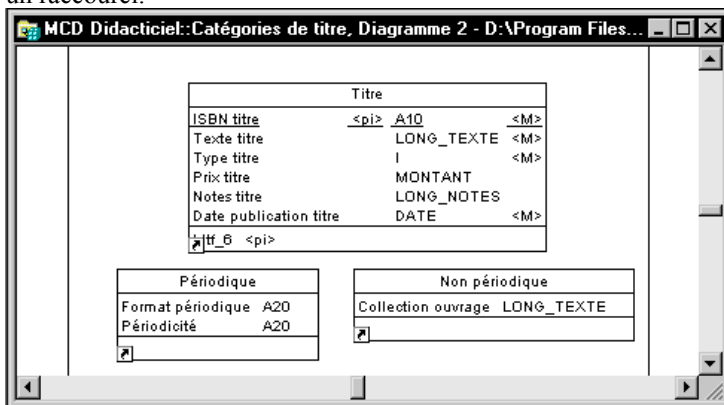 un raccourci.
MCD Didacticiel::Catégories de titre, Diagramme 2 - D:\Program Files...
Titre
ISBN titre <pi> A10 <M>
Texte titre LONG_TEXTE <M>
Type titre I <M>
Prix titre MONTANT
Notes titre LONG_NOTES
Date publication titre DATE <M>
<pi>
Périodique
Format périodique A20
Périodicité A20
Non périodique
Collection ouvrage LONG_TEXTE